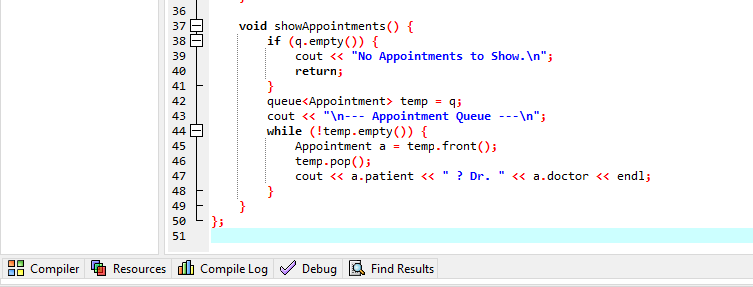 36
37 void showAppointments() {
38 if (q.empty()) {
39 cout << "No Appointments to Show.\n";
40 return;
41 }
42 queue<Appointment> temp = q;
43 cout << "\n--- Appointment Queue ---\n";
44 while (!temp.empty()) {
45 Appointment a = temp.front();
46 temp.pop();
47 cout << a.patient << " ? Dr. " << a.doctor << endl;
48 }
49 }
50 };
51
Compiler Resources Compile Log Debug Find Results